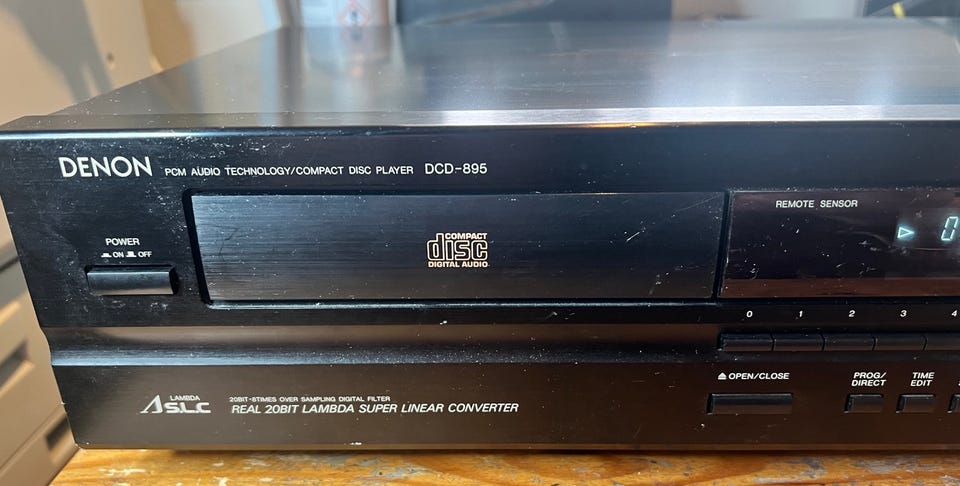 DENON PCM AUDIO TECHNOLOGY/COMPACT DISC PLAYER DCD-895
REMOTE SENSOR
COMPACT
disc
DIGITAL AUDIO
0
POWER
ON OFF
0 1 2 3 4
OPEN/CLOSE
PROG/
DIRECT
TIME
EDIT
LAMBDA
S.L.C
20BIT-8TIMES OVER SAMPLING DIGITAL FILTER
REAL 20BIT LAMBDA SUPER LINEAR CONVERTER